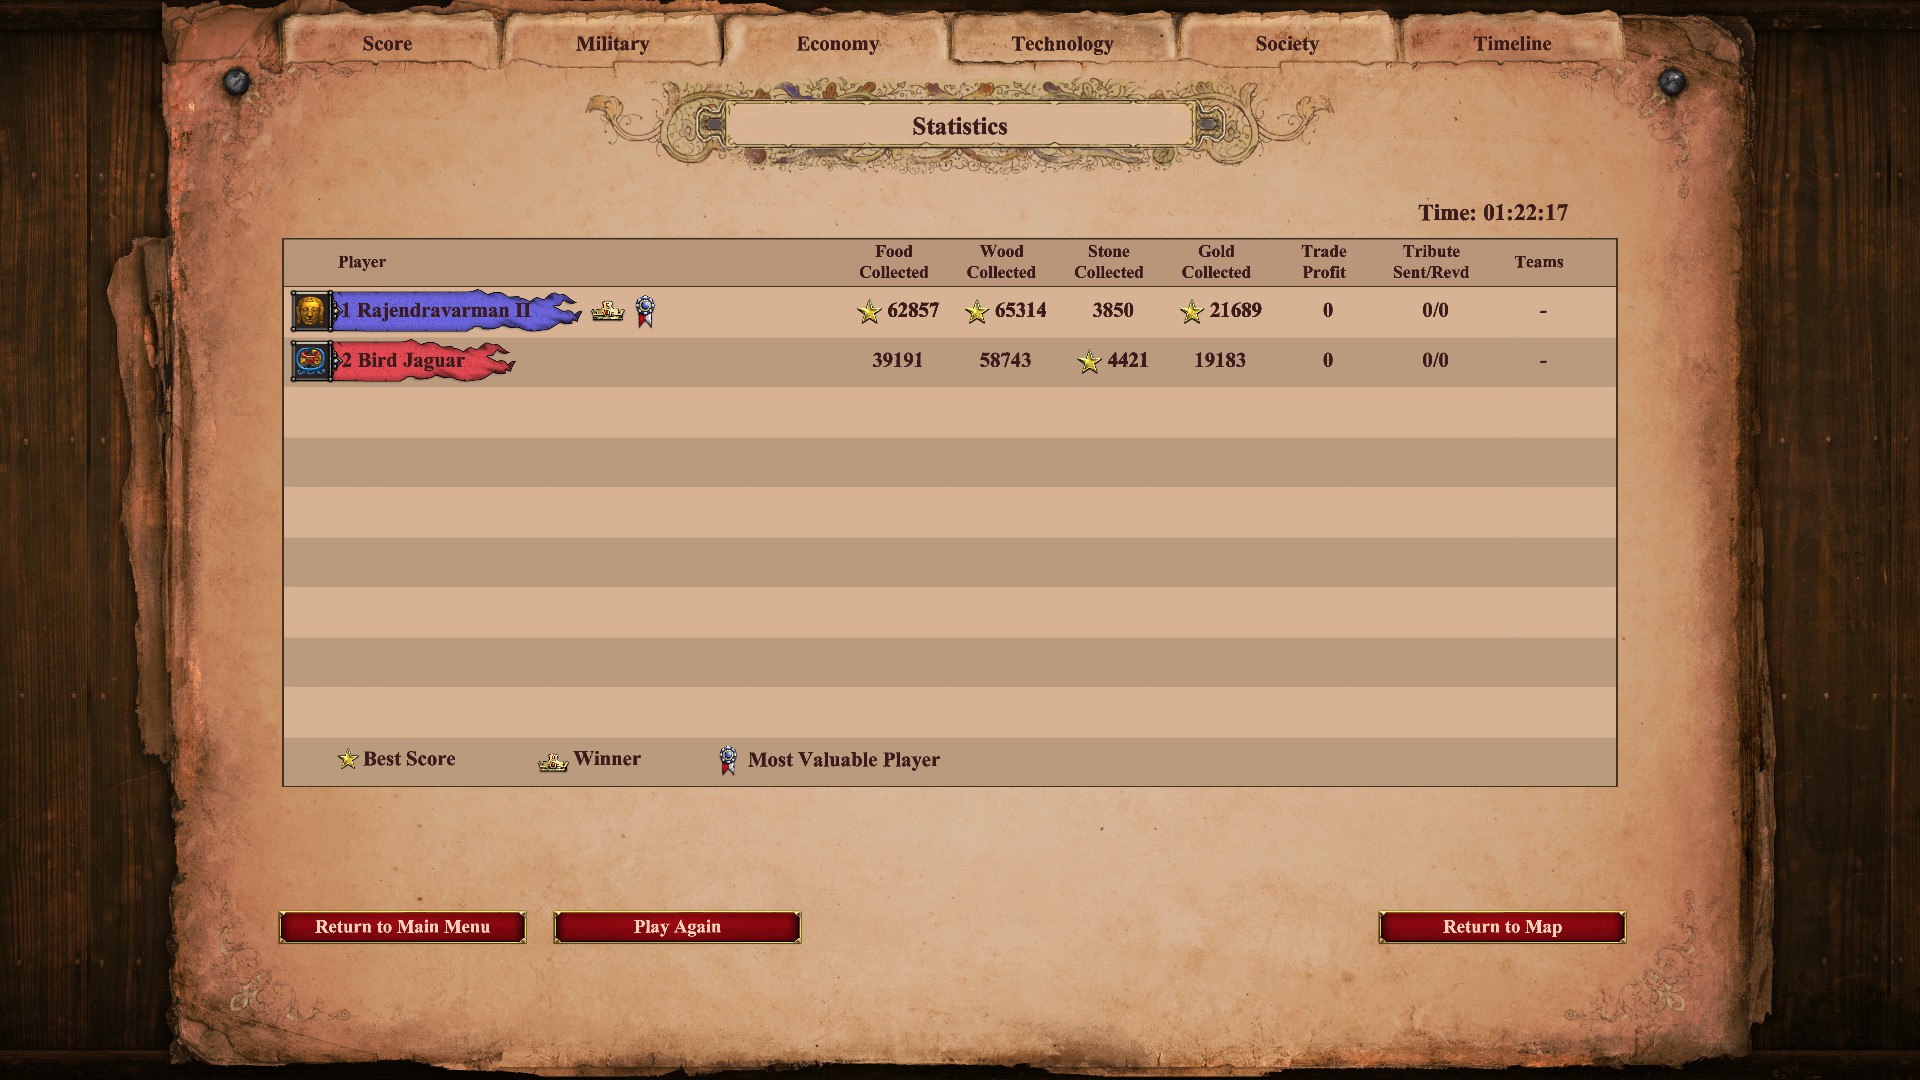 Score Military Economy Technology Society Timeline
Statistics
Time: 01:22:17
Player Food Collected Wood Collected Stone Collected Gold Collected Trade Profit Tribute Sent/Revd Teams
1 Rajendravarman II 62857 65314 3850 21689 0 0/0 -
2 Bird Jaguar 39191 58743 4421 19183 0 0/0 -
Best Score Winner Most Valuable Player
Return to Main Menu Play Again Return to Map